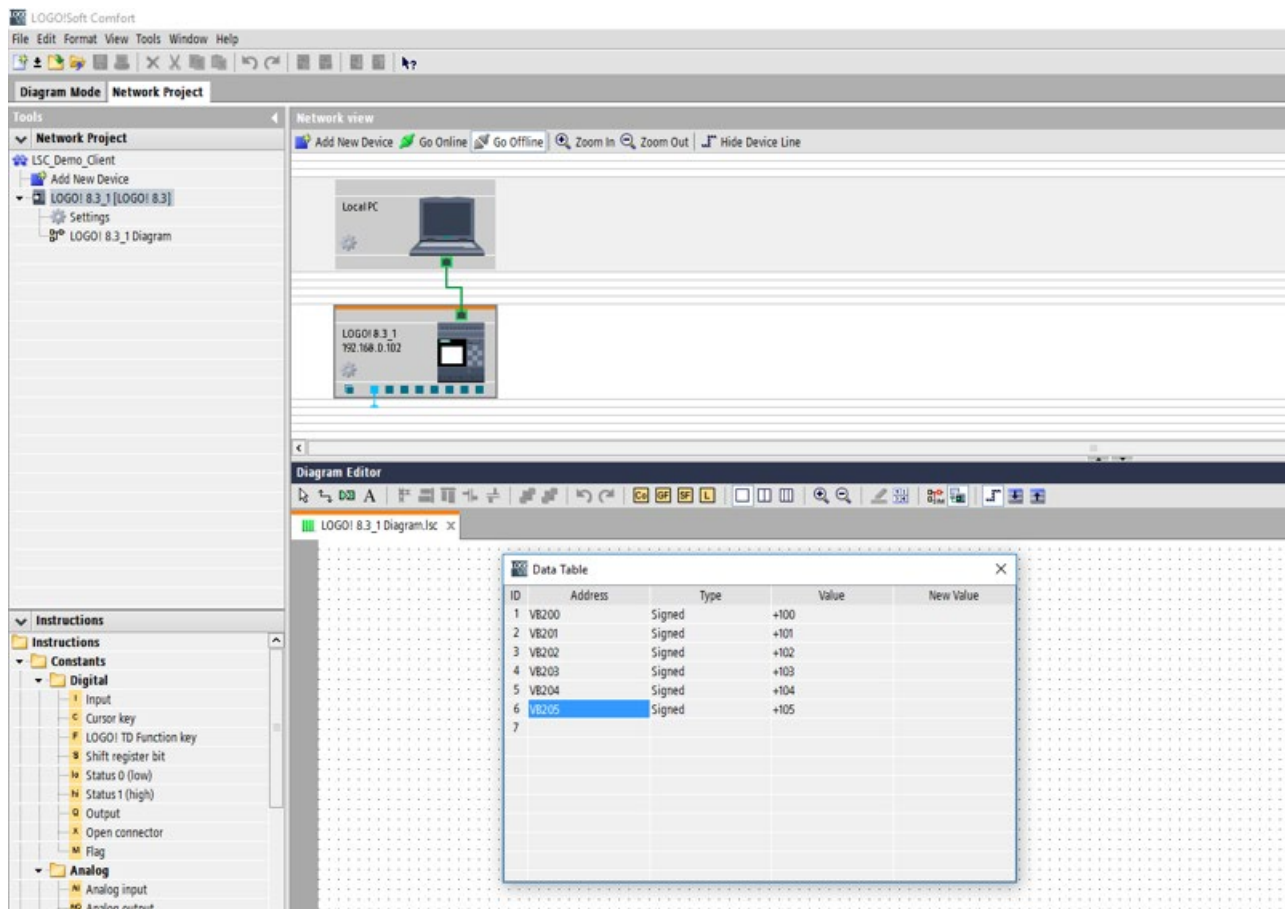 LOGO!Soft Comfort
File Edit Format View Tools Window Help
Diagram Mode Network Project
Tools
Network Project
LSC_Demo_Client
Add New Device
LOGO! 8.3_1 [LOGO! 8.3]
Settings
LOGO! 8.3_1 Diagram
Network view
Add New Device Go Online Go Offline Zoom In Zoom Out Hide Device Line
Local PC
LOGO! 8.3_1
192.168.0.102
Diagram Editor
A Co GF SF L
LOGO! 8.3_1 Diagram.lsc
Data Table
ID Address Type Value New Value
1 VB200 Signed +100
2 VB201 Signed +101
3 VB202 Signed +102
4 VB203 Signed +103
5 VB204 Signed +104
6 VB205 Signed +105
7
Instructions
Instructions
Constants
Digital
I Input
C Cursor key
F LOGO! TD Function key
S Shift register bit
lo Status 0 (low)
hi Status 1 (high)
Q Output
X Open connector
M Flag
Analog
AI Analog input
AQ Analog output